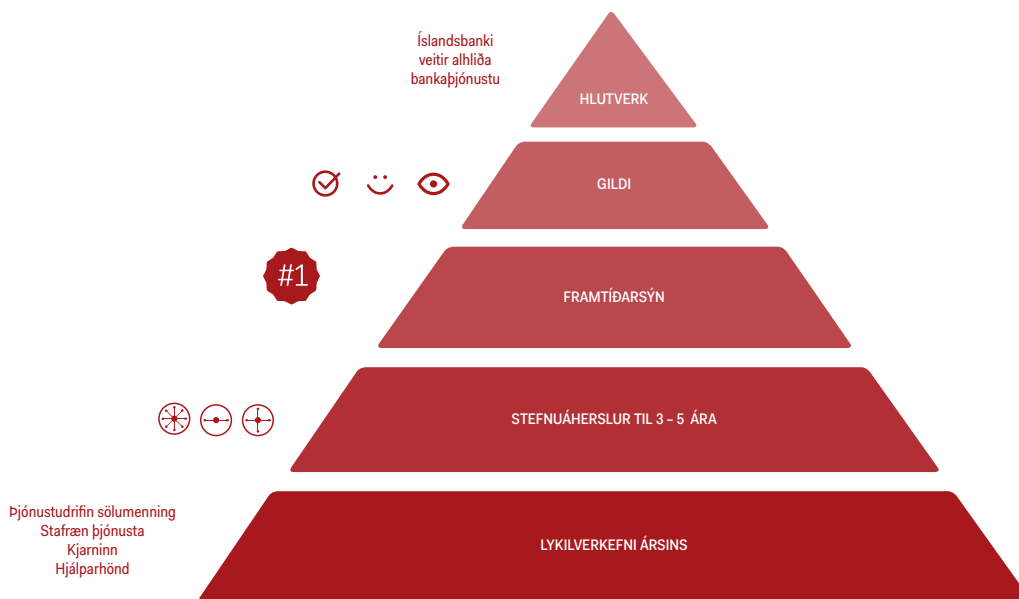 Íslandsbanki
veitir alhliða
bankaþjónustu
HLUTVERK
GILDI
#1
FRAMTÍÐARSÝN
STEFNUÁHERSLUR TIL 3 – 5 ÁRA
Þjónustudrifin sölumenning
Stafræn þjónusta
Kjarninn
Hjálparhönd
LYKILVERKEFNI ÁRSINS